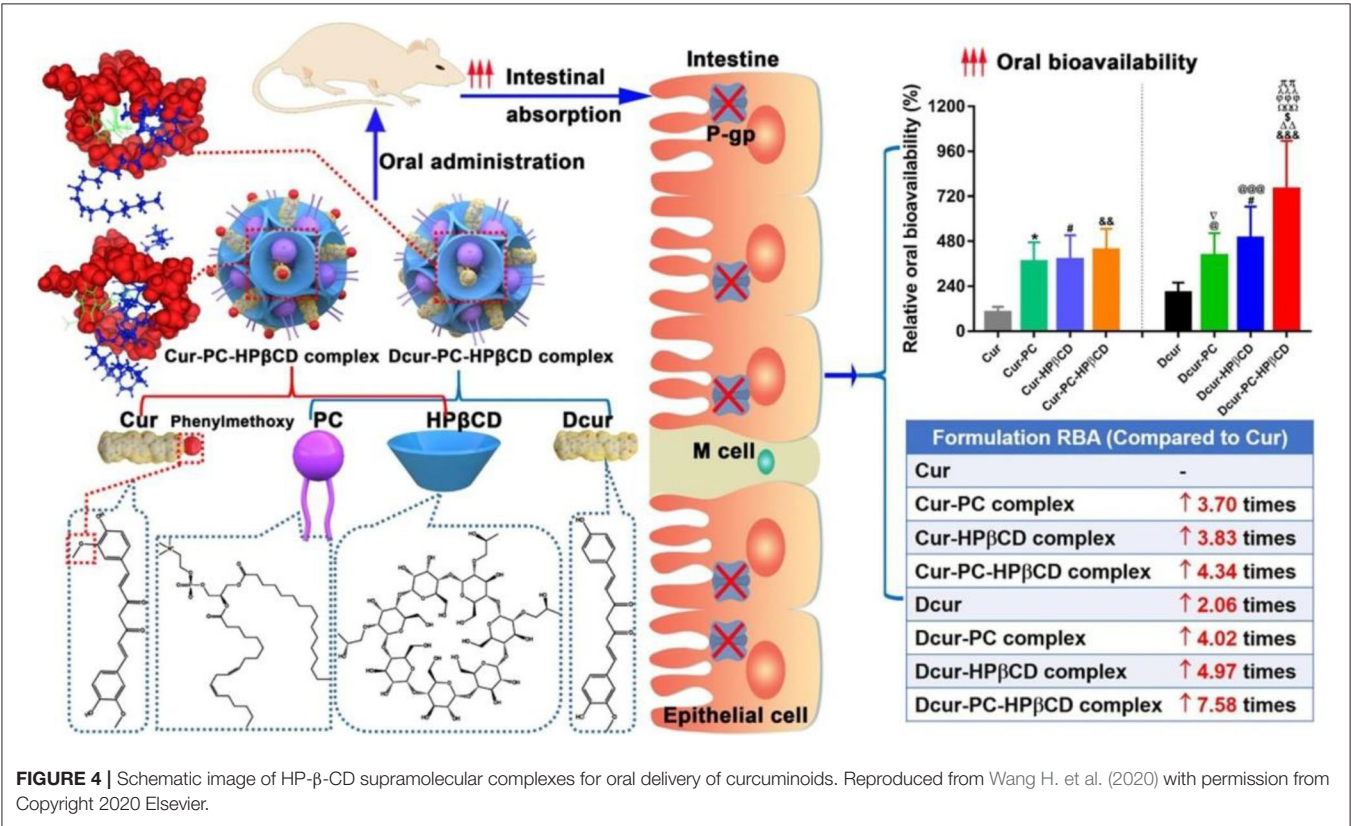 Intestinal
absorption
Oral administration
Cur-PC-HPβCD complex
Dcur-PC-HPβCD complex
Cur
Phenylmethoxy
PC
HPβCD
Dcur
Intestine
P-gp
M cell
Epithelial cell
Oral bioavailability
Relative oral bioavailability (%)
1200
960
720
480
240
0
*
#
&&
∇
@
@@@
#
ΩΩΩ
$
ΔΔ
&&&
Cur
Cur-PC
Cur-HPβCD
Cur-PC-HPβCD
Dcur
Dcur-PC
Dcur-HPβCD
Dcur-PC-HPβCD
Formulation RBA (Compared to Cur)
Cur -
Cur-PC complex ↑ 3.70 times
Cur-HPβCD complex ↑ 3.83 times
Cur-PC-HPβCD complex ↑ 4.34 times
Dcur ↑ 2.06 times
Dcur-PC complex ↑ 4.02 times
Dcur-HPβCD complex ↑ 4.97 times
Dcur-PC-HPβCD complex ↑ 7.58 times
FIGURE 4 | Schematic image of HP-β-CD supramolecular complexes for oral delivery of curcuminoids. Reproduced from Wang H. et al. (2020) with permission from
Copyright 2020 Elsevier.